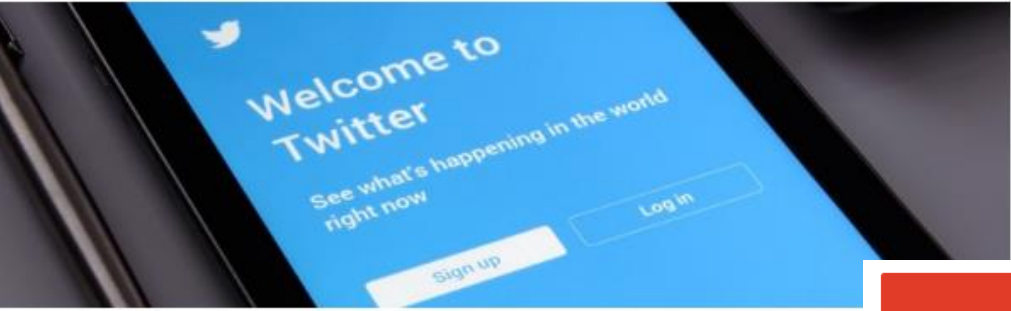 Welcome to
Twitter
See what's happening in the world
right now
Sign up
Log in